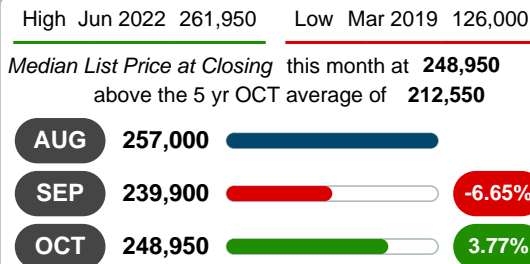 High Jun 2022 261,950 Low Mar 2019 126,000
Median List Price at Closing this month at 248,950
above the 5 yr OCT average of 212,550
AUG 257,000
SEP 239,900 -6.65%
OCT 248,950 3.77%